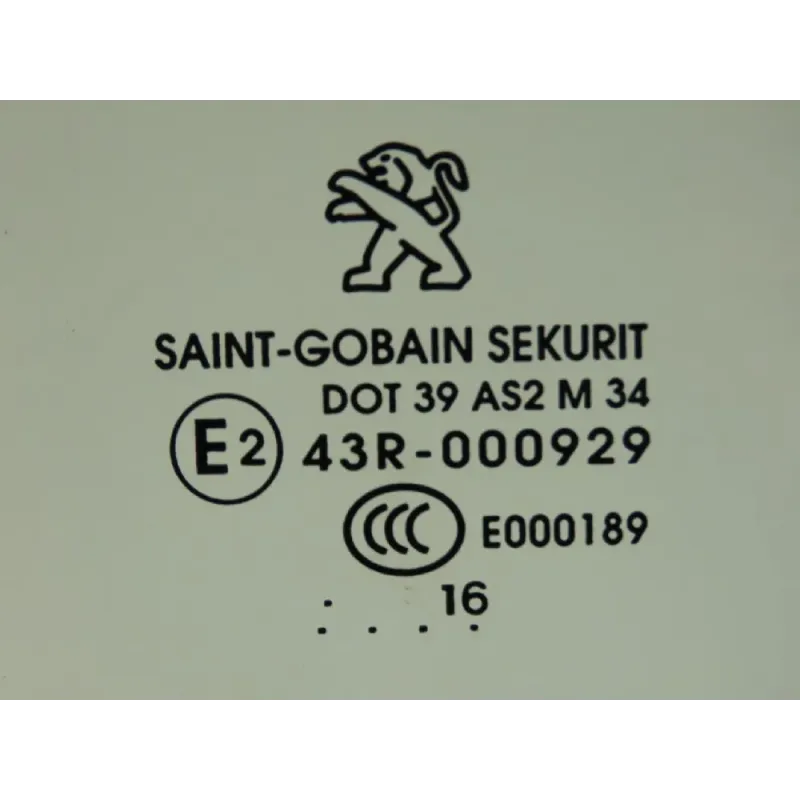 SAINT-GOBAIN SEKURIT
DOT 39 AS2 M 34
E2 43R-000929
CCC E000189
16